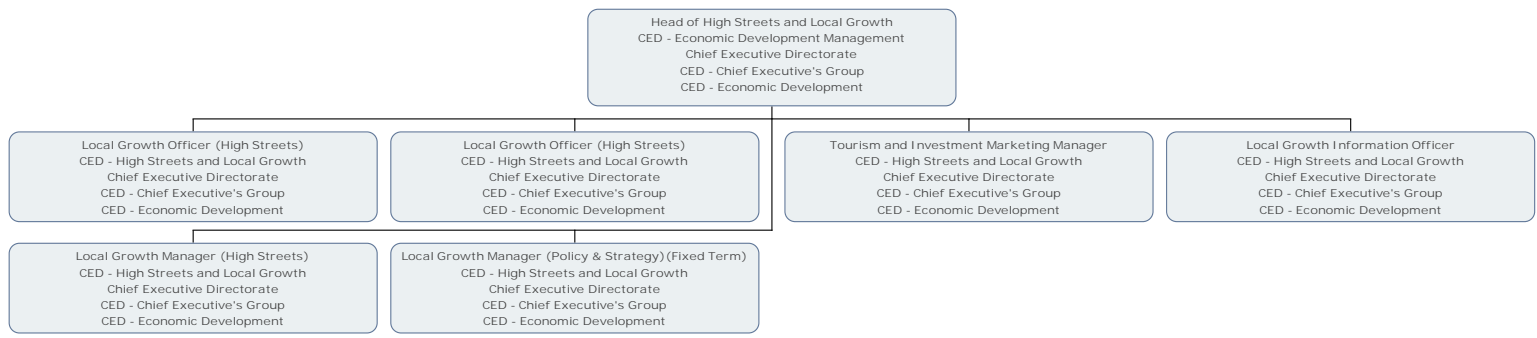 Head of High Streets and Local Growth
CED - Economic Development Management
Chief Executive Directorate
CED - Chief Executive's Group
CED - Economic Development
Local Growth Officer (High Streets)
CED - High Streets and Local Growth
Chief Executive Directorate
CED - Chief Executive's Group
CED - Economic Development
Local Growth Officer (High Streets)
CED - High Streets and Local Growth
Chief Executive Directorate
CED - Chief Executive's Group
CED - Economic Development
Tourism and Investment Marketing Manager
CED - High Streets and Local Growth
Chief Executive Directorate
CED - Chief Executive's Group
CED - Economic Development
Local Growth Information Officer
CED - High Streets and Local Growth
Chief Executive Directorate
CED - Chief Executive's Group
CED - Economic Development
Local Growth Manager (High Streets)
CED - High Streets and Local Growth
Chief Executive Directorate
CED - Chief Executive's Group
CED - Economic Development
Local Growth Manager (Policy & Strategy)(Fixed Term)
CED - High Streets and Local Growth
Chief Executive Directorate
CED - Chief Executive's Group
CED - Economic Development